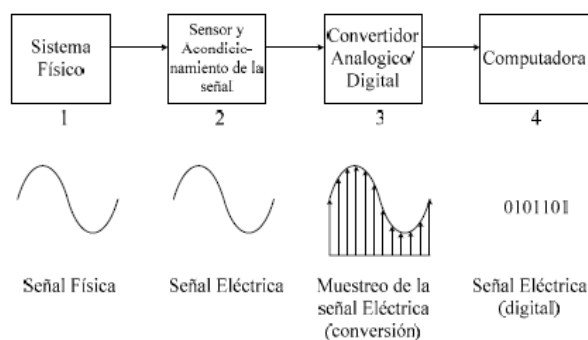 Sistema
Físico
Sensor y
Acondicio-
namiento de la
señal
Convertidor
Analogico/
Digital
Computadora
1
2
3
4
0101101
Señal Física
Señal Eléctrica
Muestreo de la
señal Eléctrica
(conversión)
Señal Eléctrica
(digital)